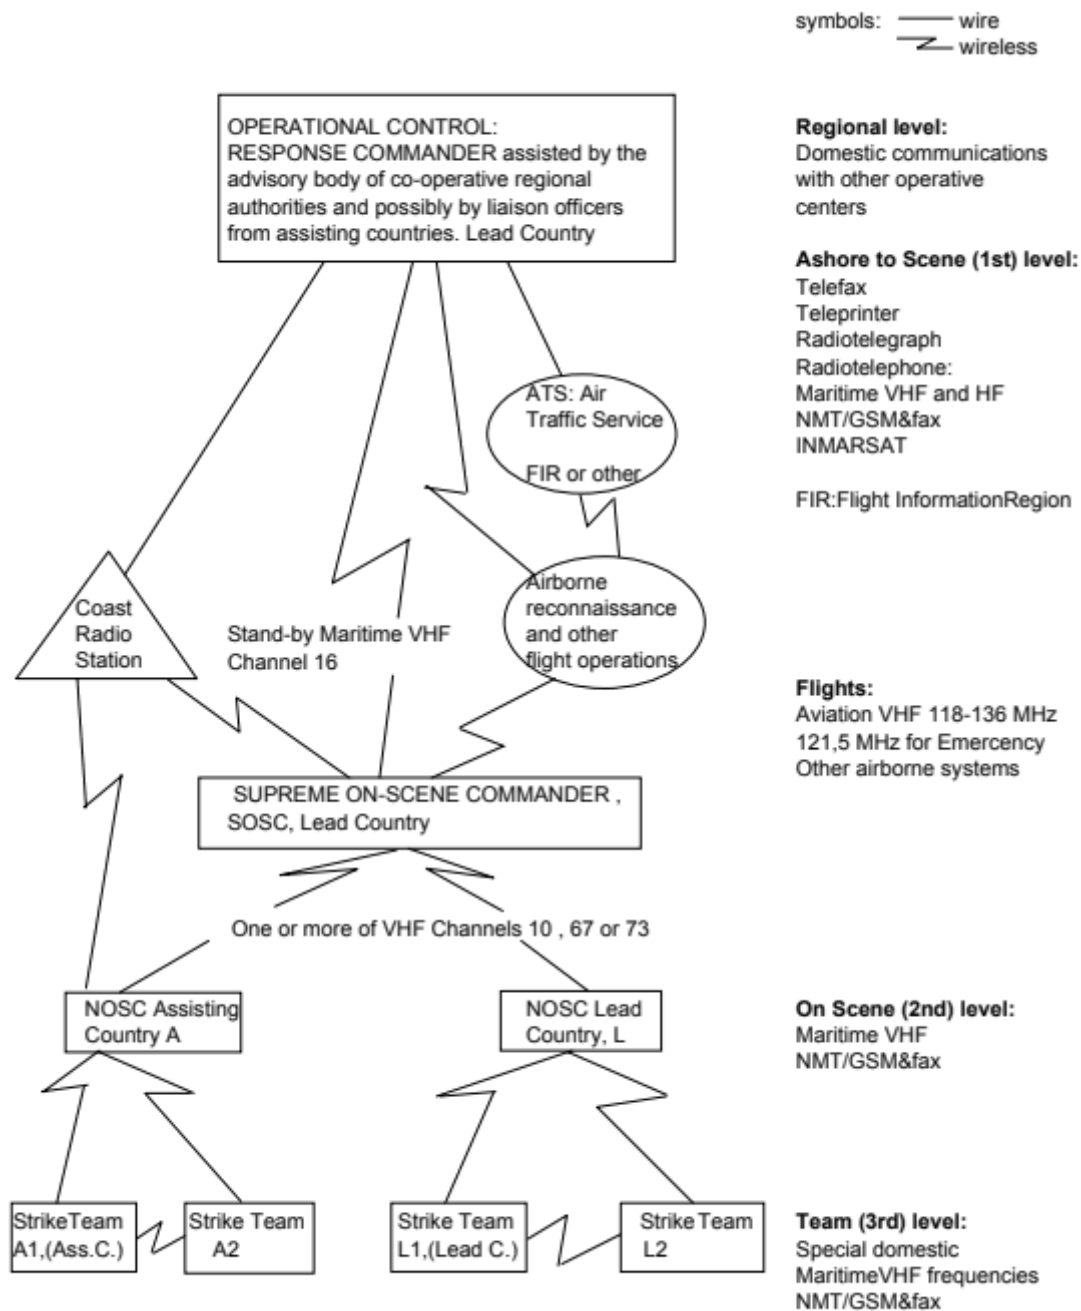 symbols: wire
wireless
OPERATIONAL CONTROL:
RESPONSE COMMANDER assisted by the
advisory body of co-operative regional
authorities and possibly by liaison officers
from assisting countries. Lead Country
Regional level:
Domestic communications
with other operative
centers
Ashore to Scene (1st) level:
Telefax
Teleprinter
Radiotelegraph
Radiotelephone:
Maritime VHF and HF
NMT/GSM&fax
INMARSAT
FIR:Flight InformationRegion
ATS: Air
Traffic Service
FIR or other
Airborne
reconnaissance
and other
flight operations
Coast
Radio
Station
Stand-by Maritime VHF
Channel 16
Flights:
Aviation VHF 118-136 MHz
121,5 MHz for Emercency
Other airborne systems
SUPREME ON-SCENE COMMANDER ,
SOSC, Lead Country
One or more of VHF Channels 10 , 67 or 73
NOSC Assisting
Country A
NOSC Lead
Country, L
On Scene (2nd) level:
Maritime VHF
NMT/GSM&fax
StrikeTeam
A1,(Ass.C.)
Strike Team
A2
Strike Team
L1,(Lead C.)
Strike Team
L2
Team (3rd) level:
Special domestic
MaritimeVHF frequencies
NMT/GSM&fax